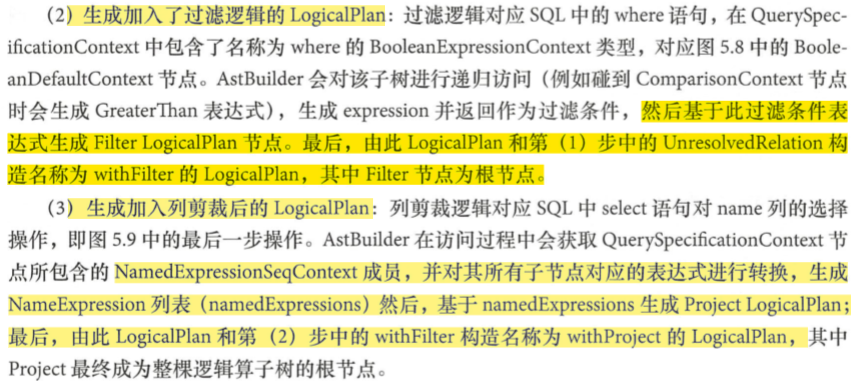 （2）生成加入了过滤逻辑的 LogicalPlan：过滤逻辑对应 SQL 中的 where 语句，在 QuerySpec-
ificationContext 中包含了名称为 where 的 BooleanExpressionContext 类型，对应图 5.8 中的 Boole-
anDefaultContext 节点。AstBuilder 会对该子树进行递归访问（例如碰到 ComparisonContext 节点
时会生成 GreaterThan 表达式），生成 expression 并返回作为过滤条件，然后基于此过滤条件表
达式生成 Filter LogicalPlan 节点。最后，由此 LogicalPlan 和第（1）步中的 UnresolvedRelation 构
造名称为 withFilter 的 LogicalPlan，其中 Filter 节点为根节点。
（3）生成加入列剪裁后的 LogicalPlan：列剪裁逻辑对应 SQL 中 select 语句对 name 列的选择
操作，即图 5.9 中的最后一步操作。AstBuilder 在访问过程中会获取 QuerySpecificationContext 节
点所包含的 NamedExpressionSeqContext 成员，并对其所有子节点对应的表达式进行转换，生成
NameExpression 列表（namedExpressions）然后，基于 namedExpressions 生成 Project LogicalPlan；
最后，由此 LogicalPlan 和第（2）步中的 withFilter 构造名称为 withProject 的 LogicalPlan，其中
Project 最终成为整棵逻辑算子树的根节点。